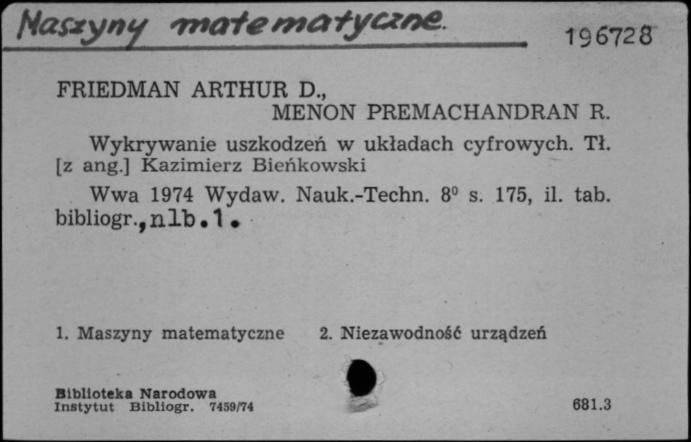 Maszyny matematyczne.
196728
FRIEDMAN ARTHUR D.,
MENON PREMACHANDRAN R.
Wykrywanie uszkodzeń w układach cyfrowych. Tł.
[z ang.] Kazimierz Bieńkowski
Wwa 1974 Wydaw. Nauk.-Techn. 8⁰ s. 175, il. tab.
bibliogr., nlb.1.
1. Maszyny matematyczne 2. Niezawodność urządzeń
Biblioteka Narodowa
Instytut Bibliogr. 7459/74
681.3